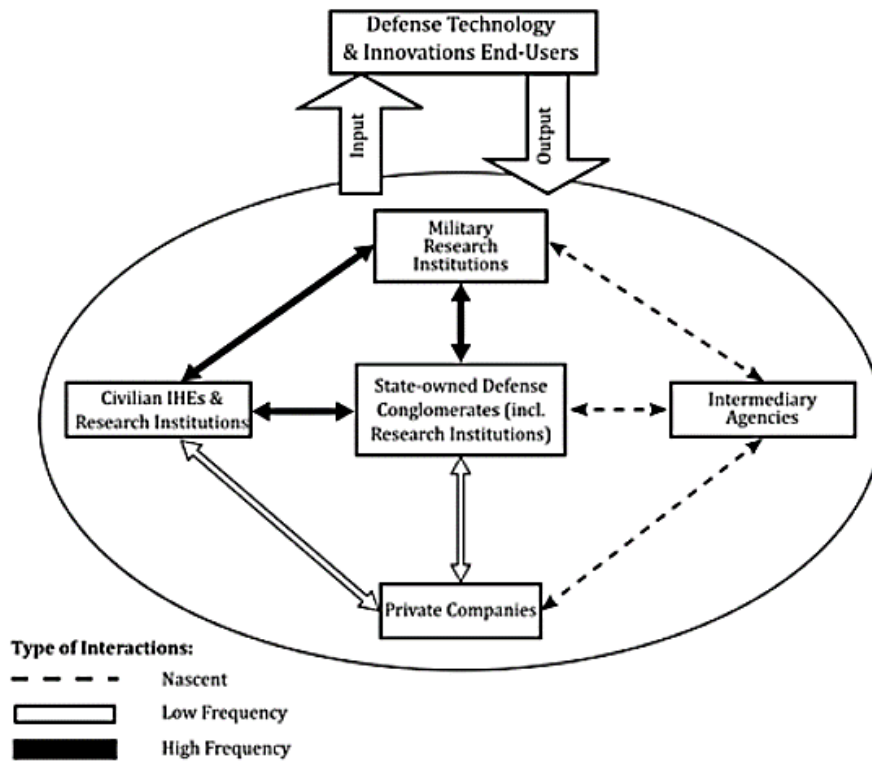 Defense Technology
& Innovations End-Users
Input
Output
Military
Research
Institutions
Civilian IHEs &
Research Institutions
State-owned Defense
Conglomerates (incl.
Research Institutions)
Intermediary
Agencies
Private Companies
Type of Interactions:
Nascent
Low Frequency
High Frequency